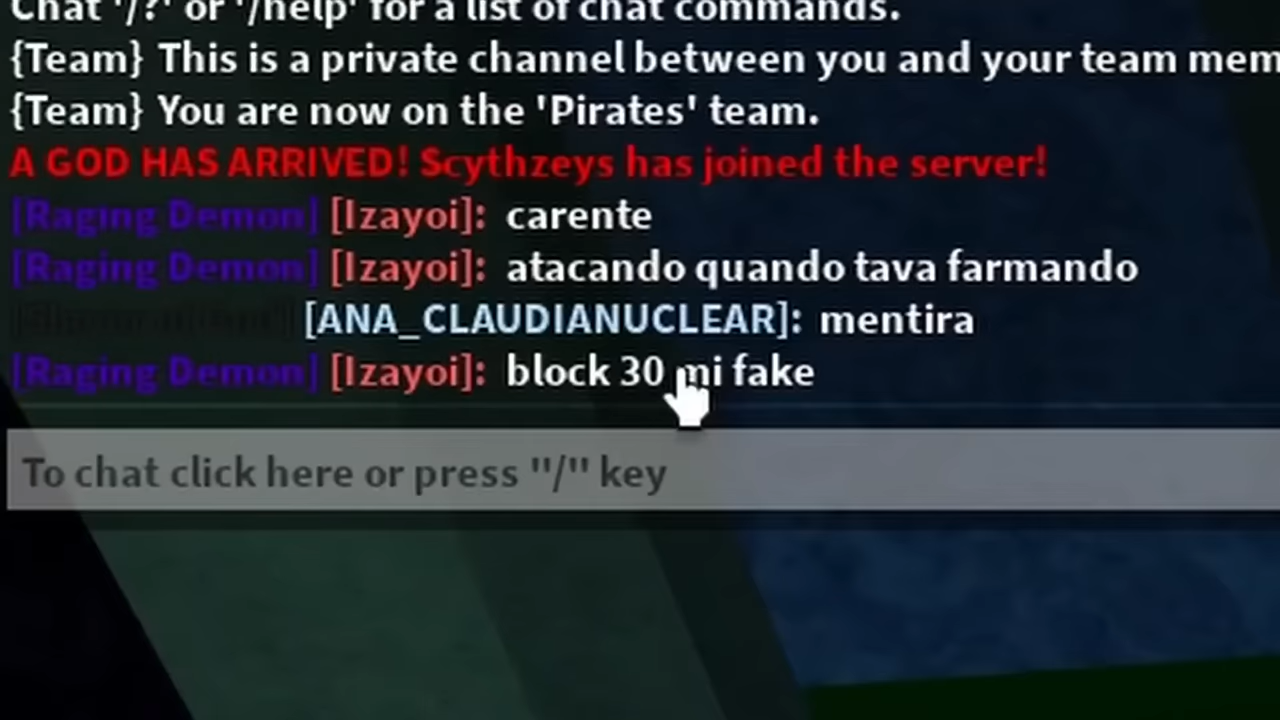 Chat '/?' or '/help' for a list of chat commands.
{Team} This is a private channel between you and your team mem
{Team} You are now on the 'Pirates' team.
A GOD HAS ARRIVED! Scythzeys has joined the server!
[Raging Demon] [Izayoi]: carente
[Raging Demon] [Izayoi]: atacando quando tava farmando
[ANA_CLAUDIANUCLEAR]: mentira
[Raging Demon] [Izayoi]: block 30 mi fake
To chat click here or press "/" key